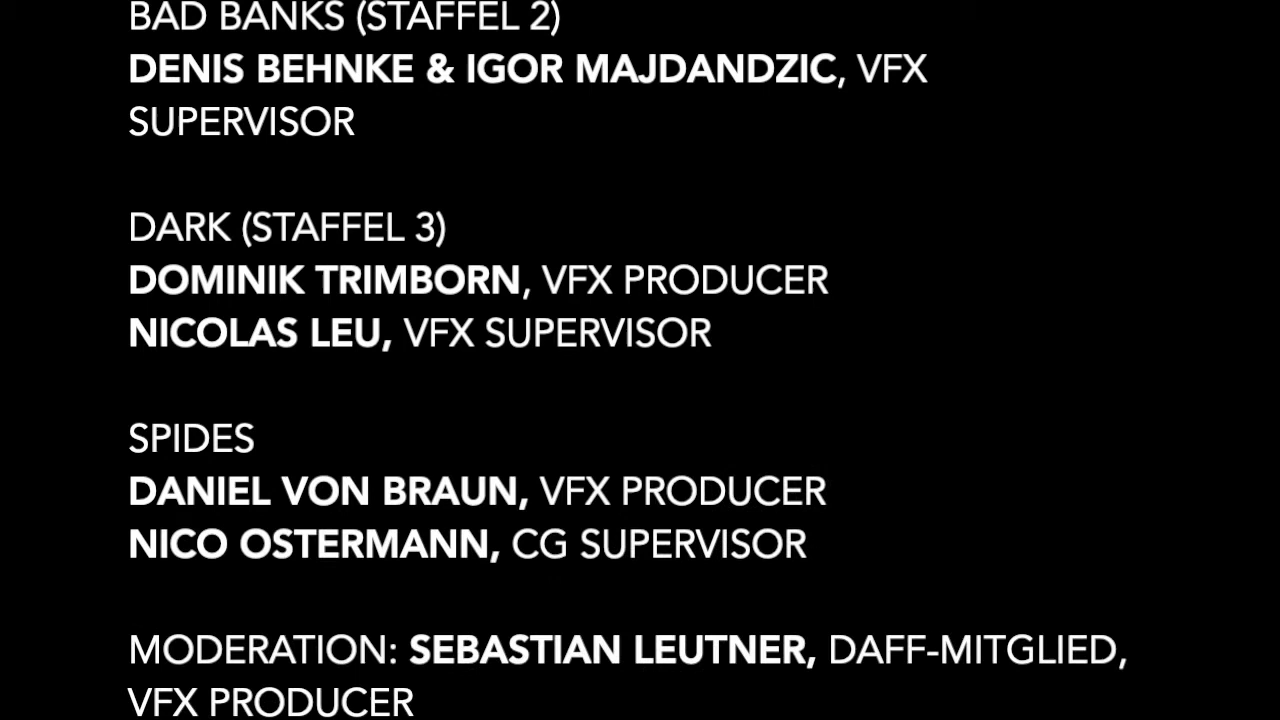 BAD BANKS (STAFFEL 2)
DENIS BEHNKE & IGOR MAJDANDZIC, VFX
SUPERVISOR
DARK (STAFFEL 3)
DOMINIK TRIMBORN, VFX PRODUCER
NICOLAS LEU, VFX SUPERVISOR
SPIDES
DANIEL VON BRAUN, VFX PRODUCER
NICO OSTERMANN, CG SUPERVISOR
MODERATION: SEBASTIAN LEUTNER, DAFF-MITGLIED,
VFX PRODUCER